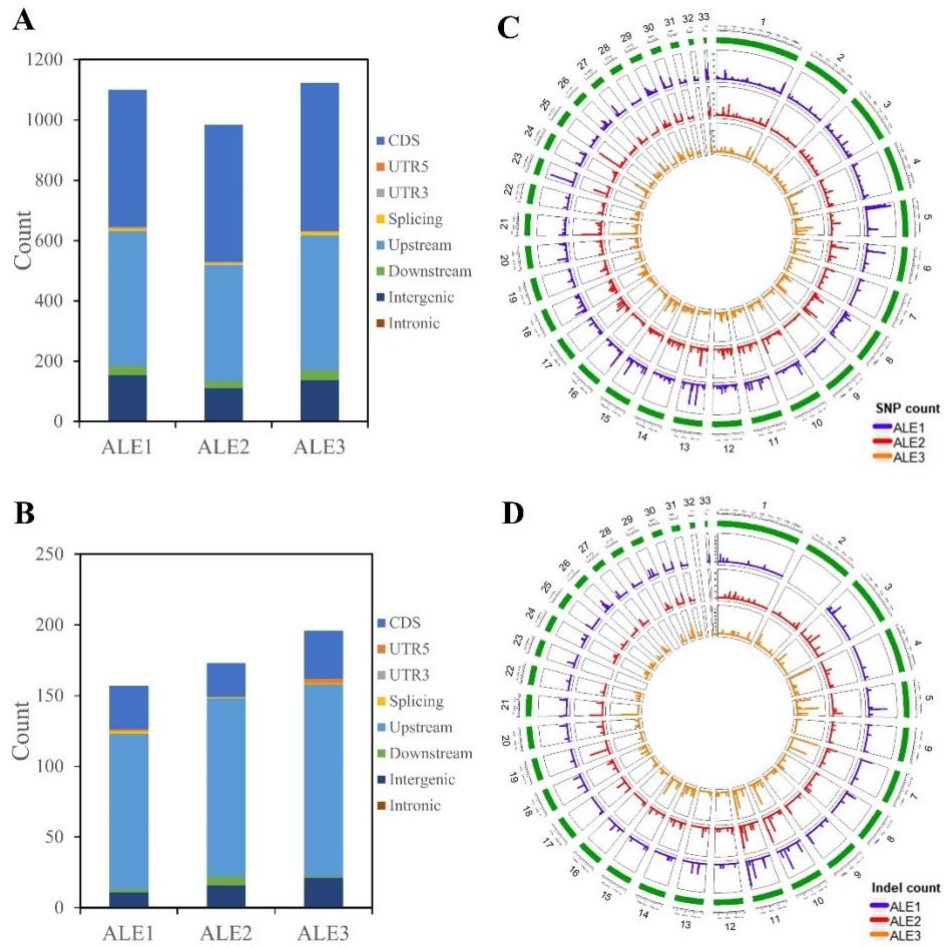 A
1200
1000
800
600
400
200
0
Count
ALE1 ALE2 ALE3
CDS
UTR5
UTR3
Splicing
Upstream
Downstream
Intergenic
Intronic
C
1
2
3
4
5
6
7
8
9
10
11
12
13
14
15
16
17
18
19
20
21
22
23
24
25
26
27
28
29
30
31
32
33
SNP count
ALE1
ALE2
ALE3
B
250
200
150
100
50
0
Count
ALE1 ALE2 ALE3
CDS
UTR5
UTR3
Splicing
Upstream
Downstream
Intergenic
Intronic
D
1
2
3
4
5
6
7
8
9
10
11
12
13
14
15
16
17
18
19
20
21
22
23
24
25
26
27
28
29
30
31
32
33
Indel count
ALE1
ALE2
ALE3